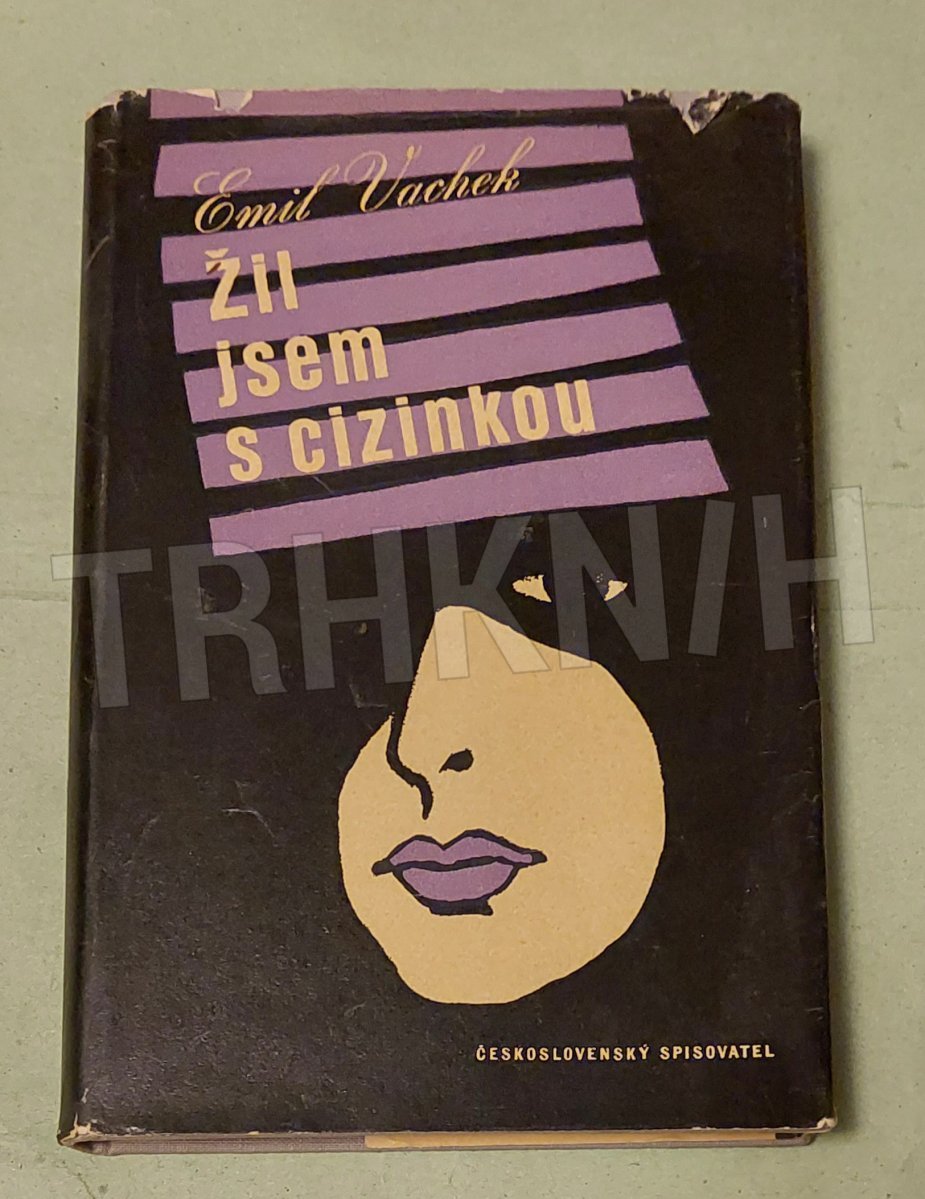 Emil Vachek
Žil
jsem
s cizinkou
TRHKNIH
ČESKOSLOVENSKÝ SPISOVATEL